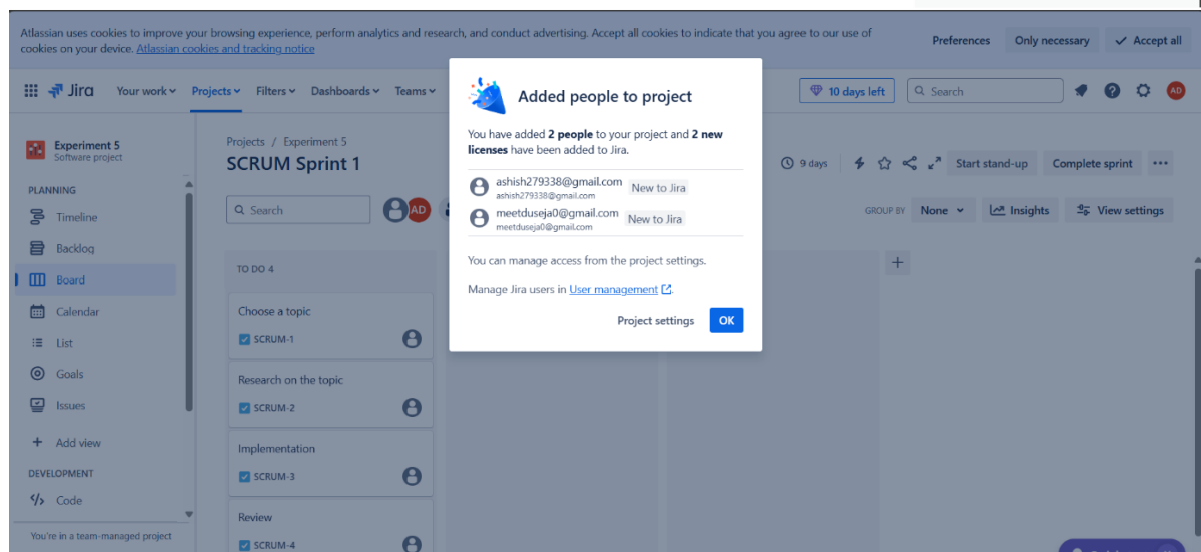 Atlassian uses cookies to improve your browsing experience, perform analytics and research, and conduct advertising. Accept all cookies to indicate that you agree to our use of
cookies on your device. Atlassian cookies and tracking notice
Preferences
Only necessary
Accept all
Jira
Your work
Projects
Filters
Dashboards
Teams
10 days left
Search
AD
Experiment 5
Software project
PLANNING
Timeline
Backlog
Board
Calendar
List
Goals
Issues
Add view
DEVELOPMENT
Code
You're in a team-managed project
Projects / Experiment 5
SCRUM Sprint 1
9 days
Start stand-up
Complete sprint
Search
AD
GROUP BY
None
Insights
View settings
TO DO 4
Choose a topic
SCRUM-1
Research on the topic
SCRUM-2
Implementation
SCRUM-3
Review
SCRUM-4
Added people to project
You have added 2 people to your project and 2 new
licenses have been added to Jira.
ashish279338@gmail.com
ashish279338@gmail.com
New to Jira
meetduseja0@gmail.com
meetduseja0@gmail.com
New to Jira
You can manage access from the project settings.
Manage Jira users in User management.
Project settings
OK